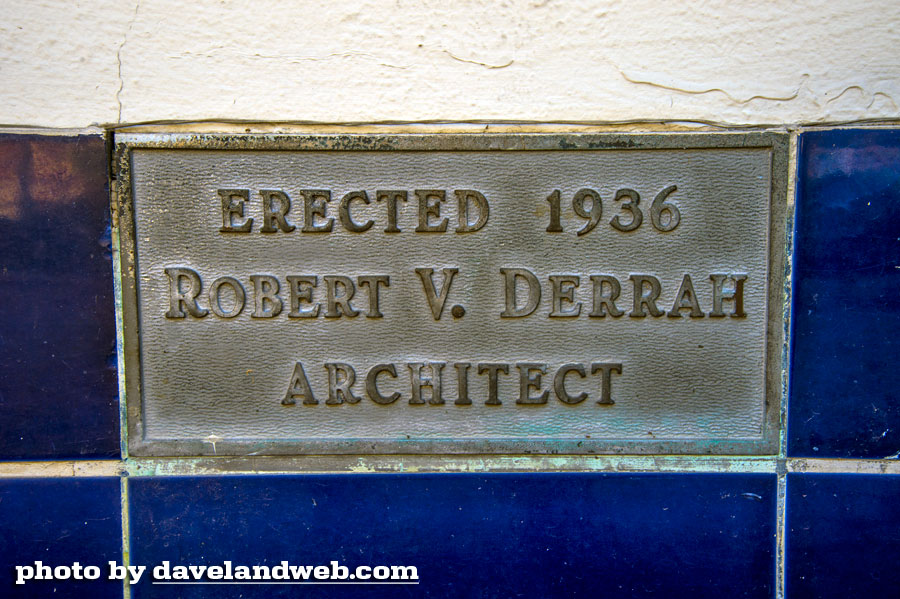 ERECTED 1936
ROBERT V. DERRAH
ARCHITECT
photo by davelandweb.com